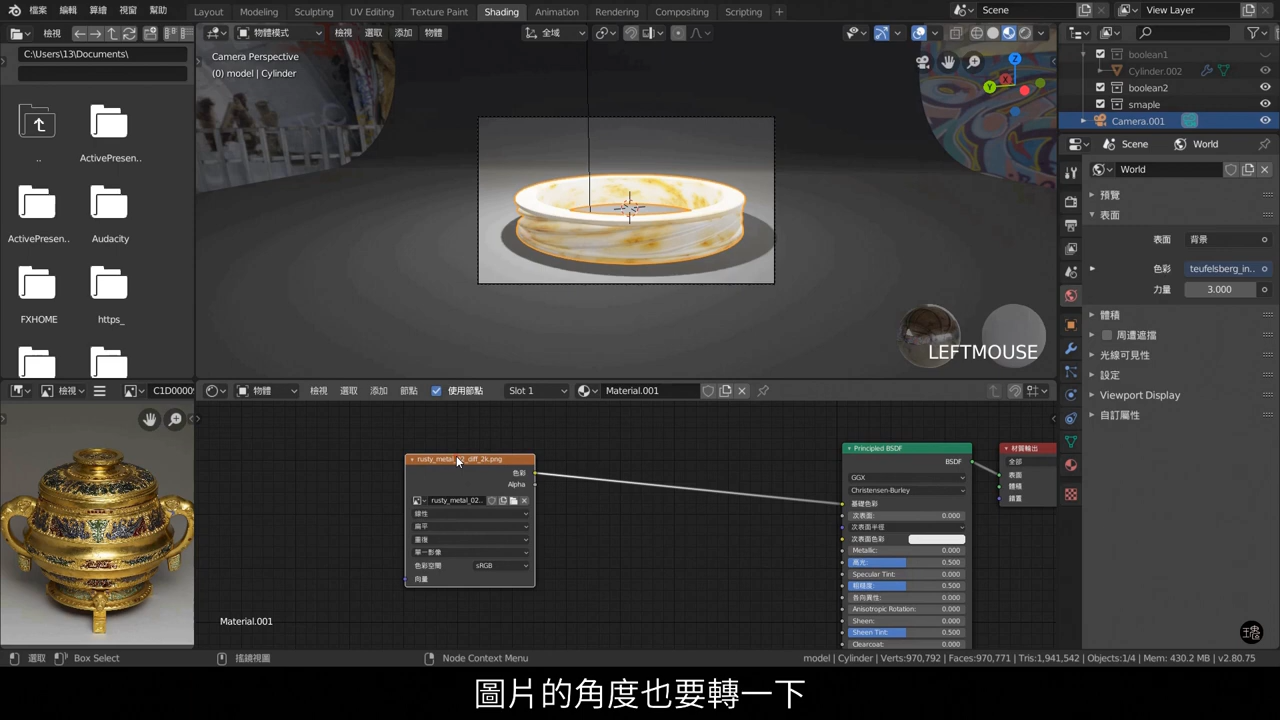 檔案 編輯 算繪 視窗 幫助 Layout Modeling Sculpting UV Editing Texture Paint Shading Animation Rendering Compositing Scripting + Scene View Layer
檢視 物體模式 檢視 選取 添加 物體 全域
C:\Users\13\Documents\
Camera Perspective
(0) model | Cylinder
..
ActivePresen..
ActivePresen..
Audacity
FXHOME
https_
LEFTMOUSE
boolean1
Cylinder.002
boolean2
smaple
Camera.001
Scene World
World
預覽
表面
表面 背景
色彩 teufelsberg_in..
力量 3.000
體積
周遭遮擋
光線可見性
設定
Viewport Display
自訂屬性
檢視 C1D0000
物體 檢視 選取 添加 節點 使用節點 Slot 1 Material.001
rusty_metal_02_diff_2k.png
色彩
Alpha
rusty_metal_02..
線性
扁平
重復
單一影像
色彩空間 sRGB
向量
Principled BSDF
BSDF
GGX
Christensen-Burley
基礎色彩
次表面: 0.000
次表面半徑
次表面色彩
Metallic: 0.000
高光: 0.500
Specular Tint: 0.000
粗糙度: 0.500
各向異性: 0.000
Anisotropic Rotation: 0.000
Sheen: 0.000
Sheen Tint: 0.500
Clearcoat: 0.000
材質輸出
全部
表面
體積
錯置
Material.001
選取 Box Select 搖鏡視圖 Node Context Menu model | Cylinder | Verts:970,792 | Faces:970,771 | Tris:1,941,542 | Objects:1/4 | Mem: 430.2 MB | v2.80.75
圖片的角度也要轉一下